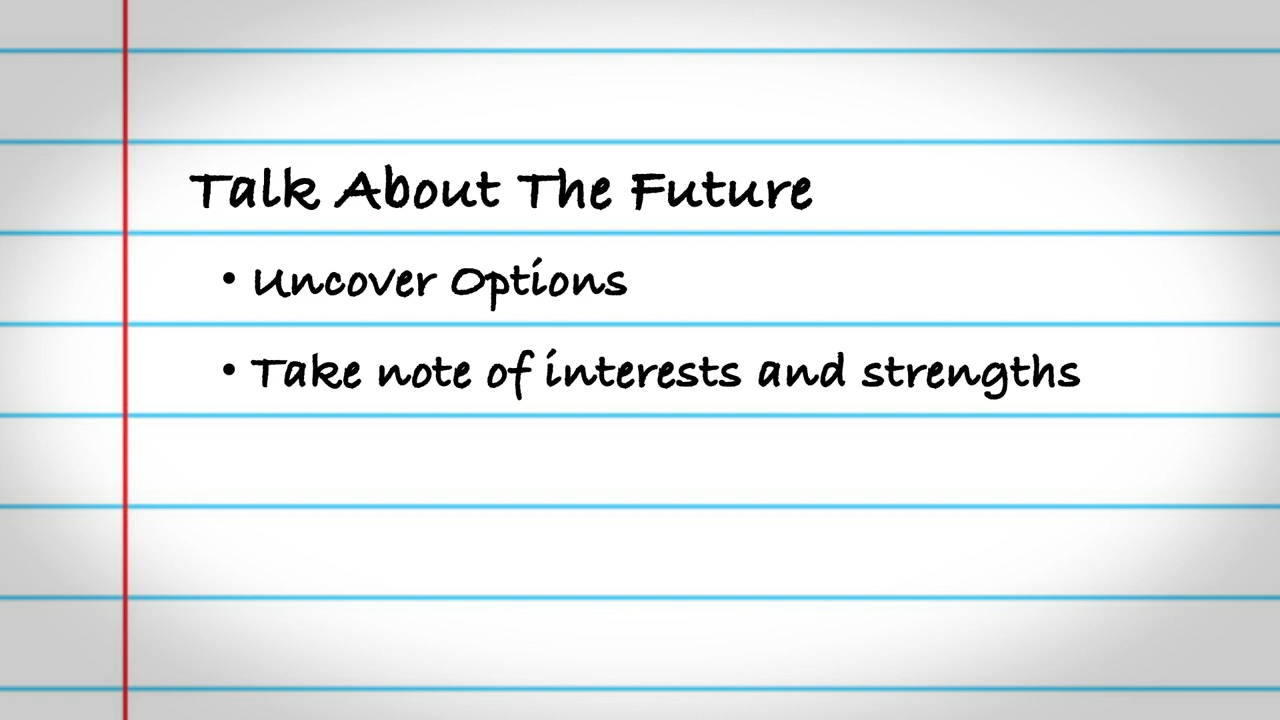 Talk About The Future
• Uncover Options
• Take note of interests and strengths